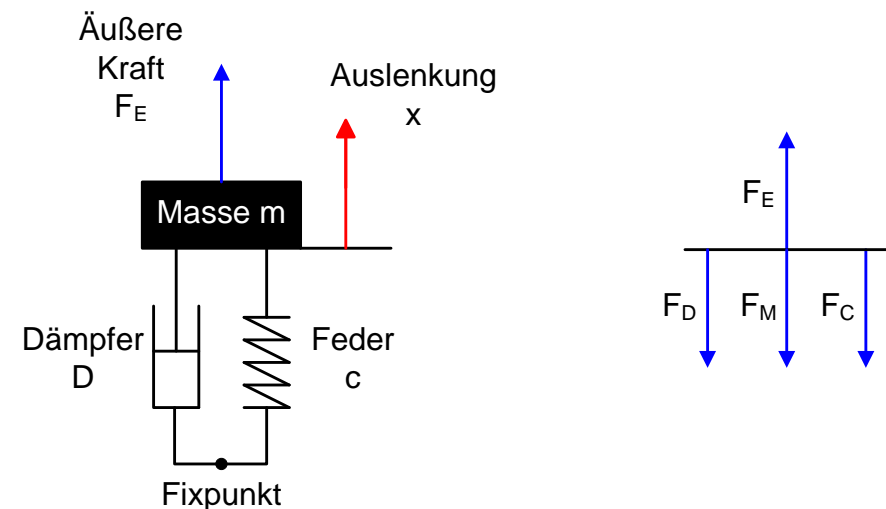 Äußere
Kraft
F_E
Auslenkung
x
Masse m
Dämpfer
D
Feder
c
Fixpunkt
F_E
F_D
F_M
F_C